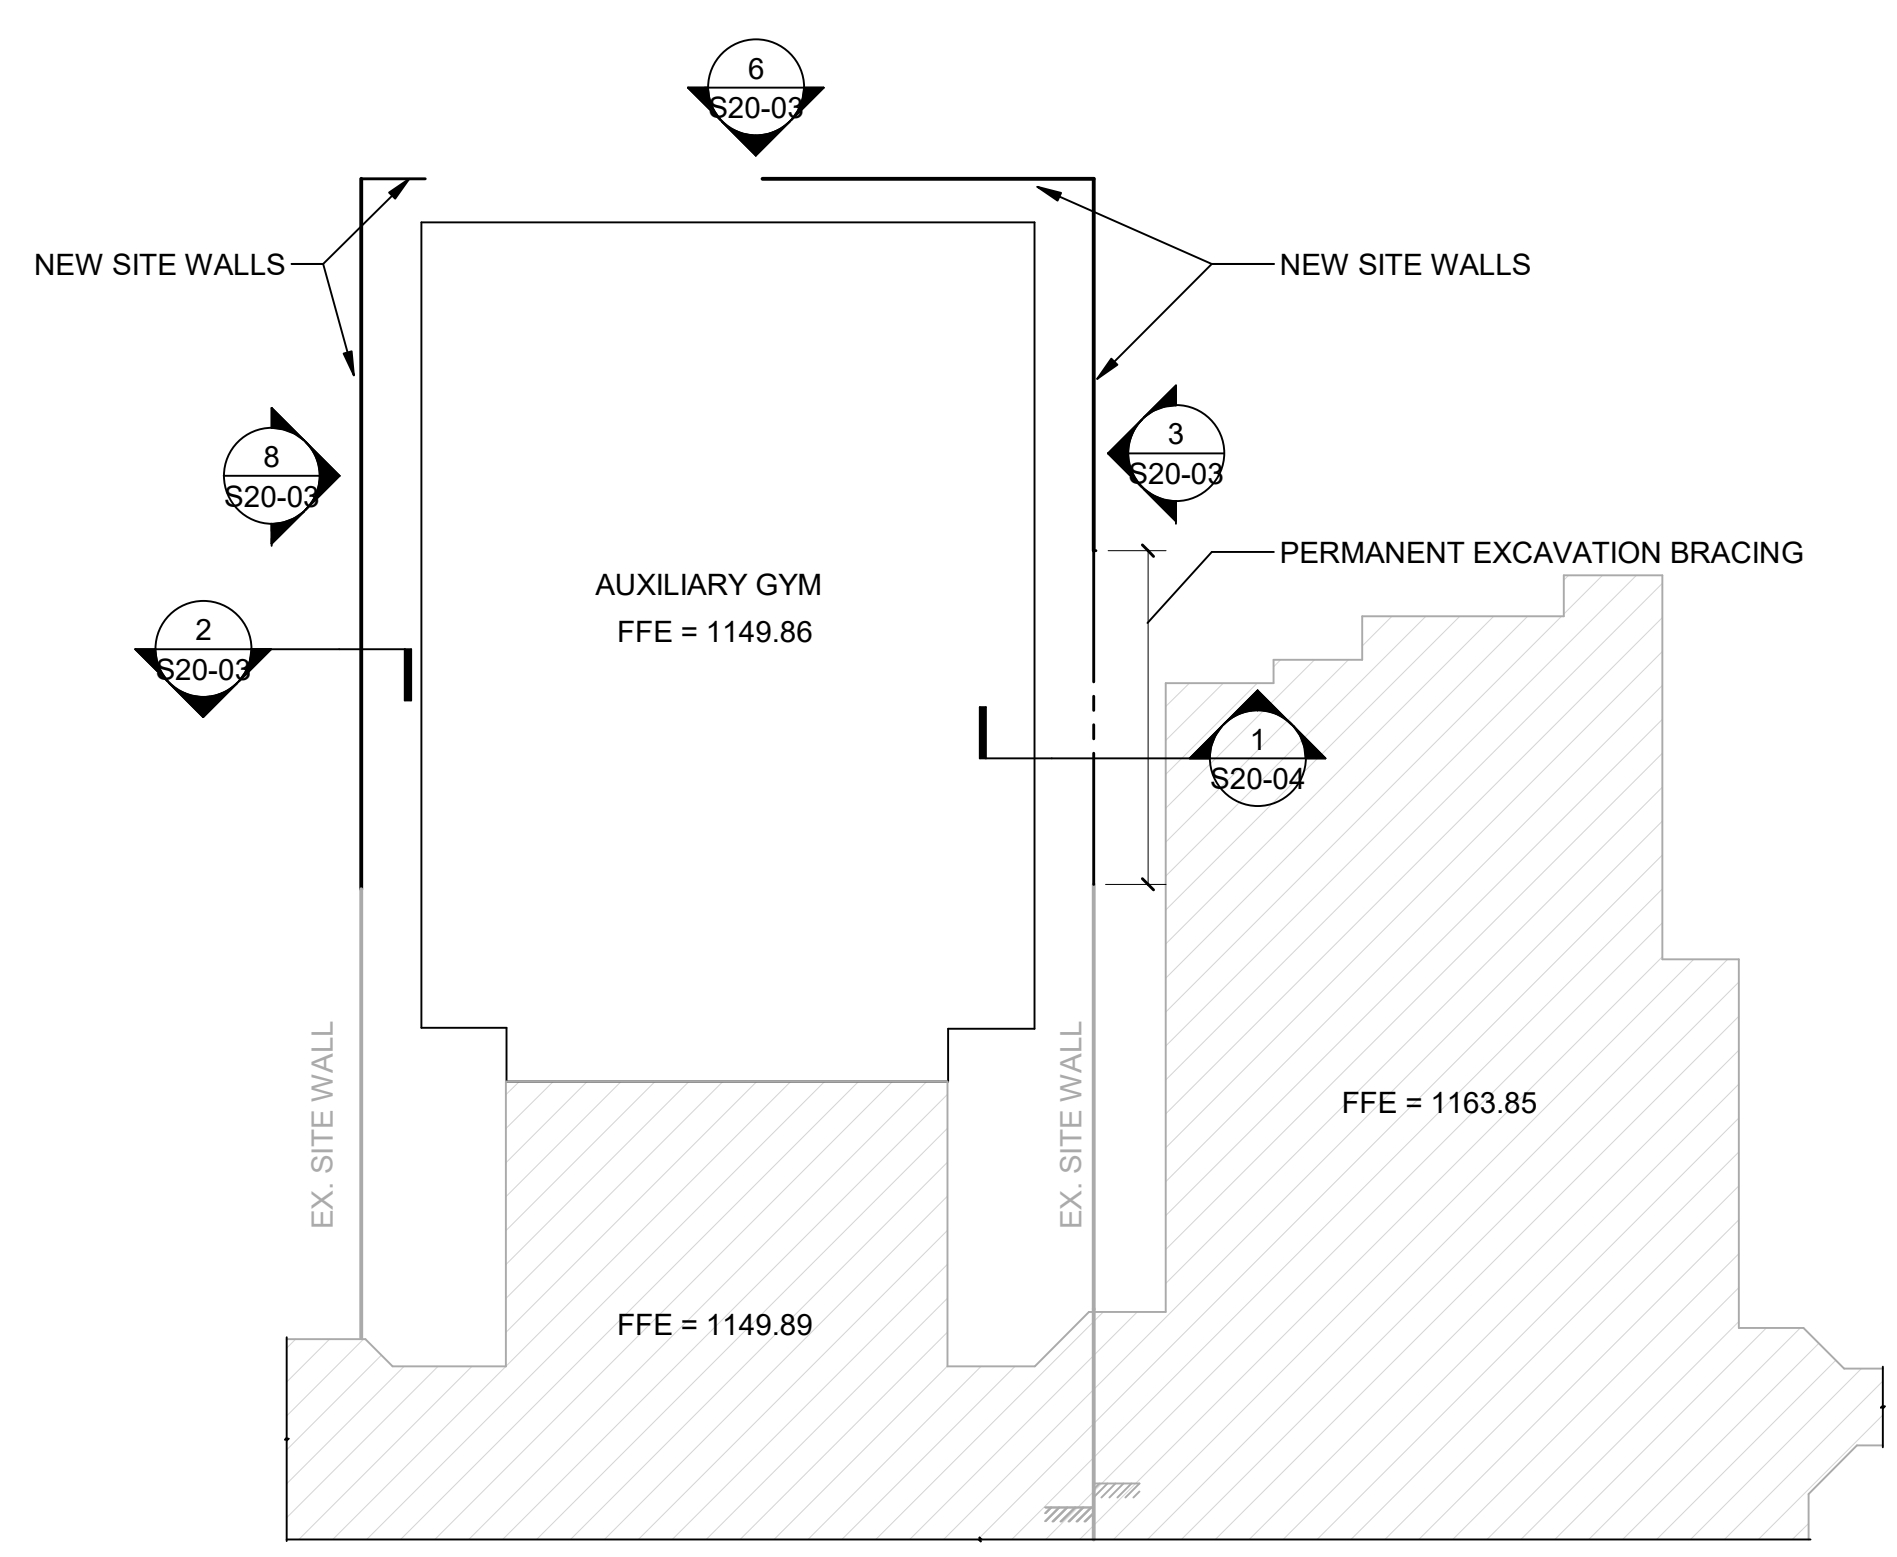 6
S20-03
NEW SITE WALLS
NEW SITE WALLS
3
S20-03
8
S20-03
PERMANENT EXCAVATION BRACING
AUXILIARY GYM
FFE = 1149.86
2
S20-03
1
S20-04
EX. SITE WALL
EX. SITE WALL
FFE = 1163.85
FFE = 1149.89